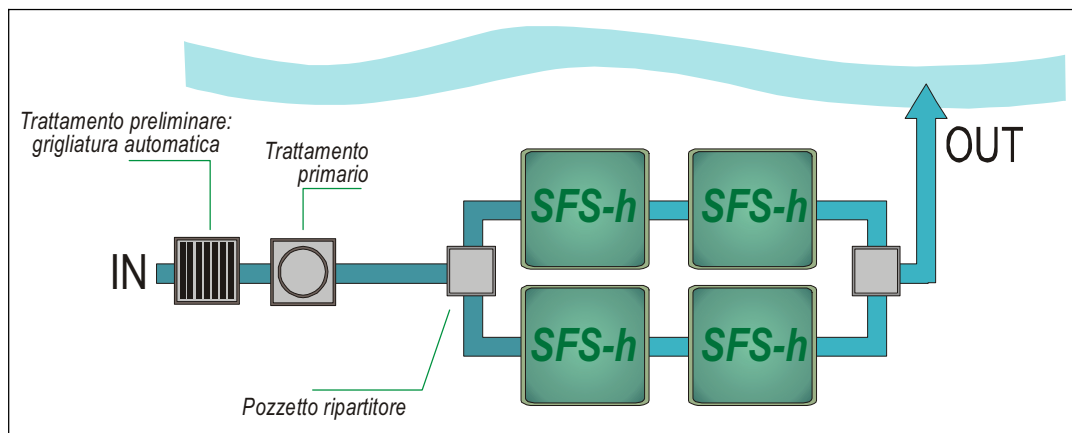 Trattamento preliminare:
grigliatura automatica
Trattamento
primario
IN
SFS-h
SFS-h
OUT
SFS-h
SFS-h
Pozzetto ripartitore